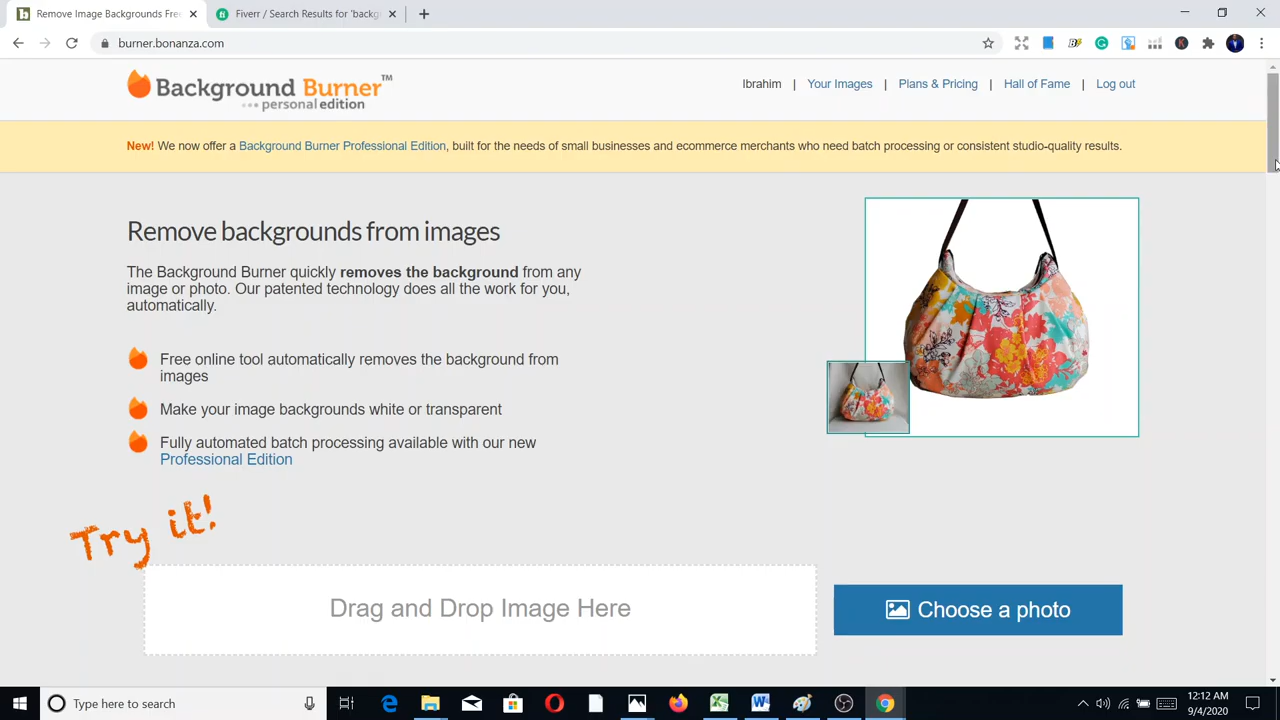 Remove Image Backgrounds Free
Fiverr / Search Results for 'backg
burner.bonanza.com
Background Burner™
personal edition
Ibrahim | Your Images | Plans & Pricing | Hall of Fame | Log out
New! We now offer a Background Burner Professional Edition, built for the needs of small businesses and ecommerce merchants who need batch processing or consistent studio-quality results.
Remove backgrounds from images
The Background Burner quickly removes the background from any
image or photo. Our patented technology does all the work for you,
automatically.
Free online tool automatically removes the background from
images
Make your image backgrounds white or transparent
Fully automated batch processing available with our new
Professional Edition
Try it!
Drag and Drop Image Here
Choose a photo
Type here to search
12:12 AM
9/4/2020